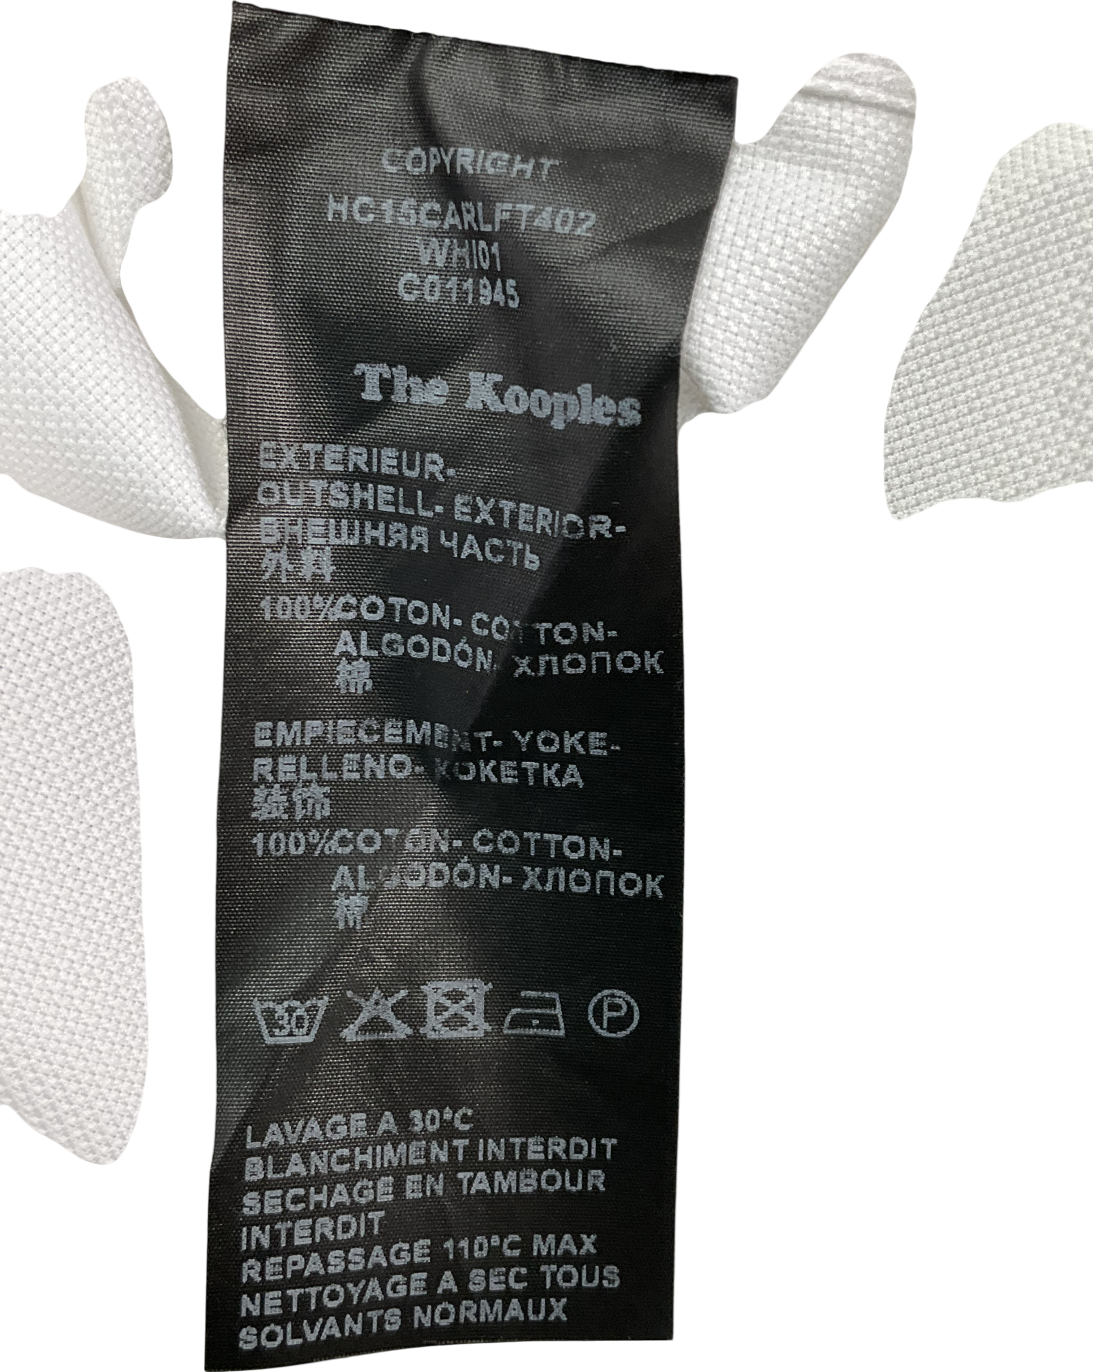 COPYRIGHT
HC15CARLFT402
WHI01
C011945
The Kooples
EXTERIEUR-
OUTSHELL- EXTERIOR-
ВНЕШНЯЯ ЧАСТЬ
外料
100%COTON- COTTON-
ALGODÓN- ХЛОПОК
棉
EMPIECEMENT- YOKE-
RELLENO- КОКЕТКА
装饰
100%COTON- COTTON-
ALGODÓN- ХЛОПОК
棉
30 P
LAVAGE A 30°C
BLANCHIMENT INTERDIT
SECHAGE EN TAMBOUR
INTERDIT
REPASSAGE 110°C MAX
NETTOYAGE A SEC TOUS
SOLVANTS NORMAUX